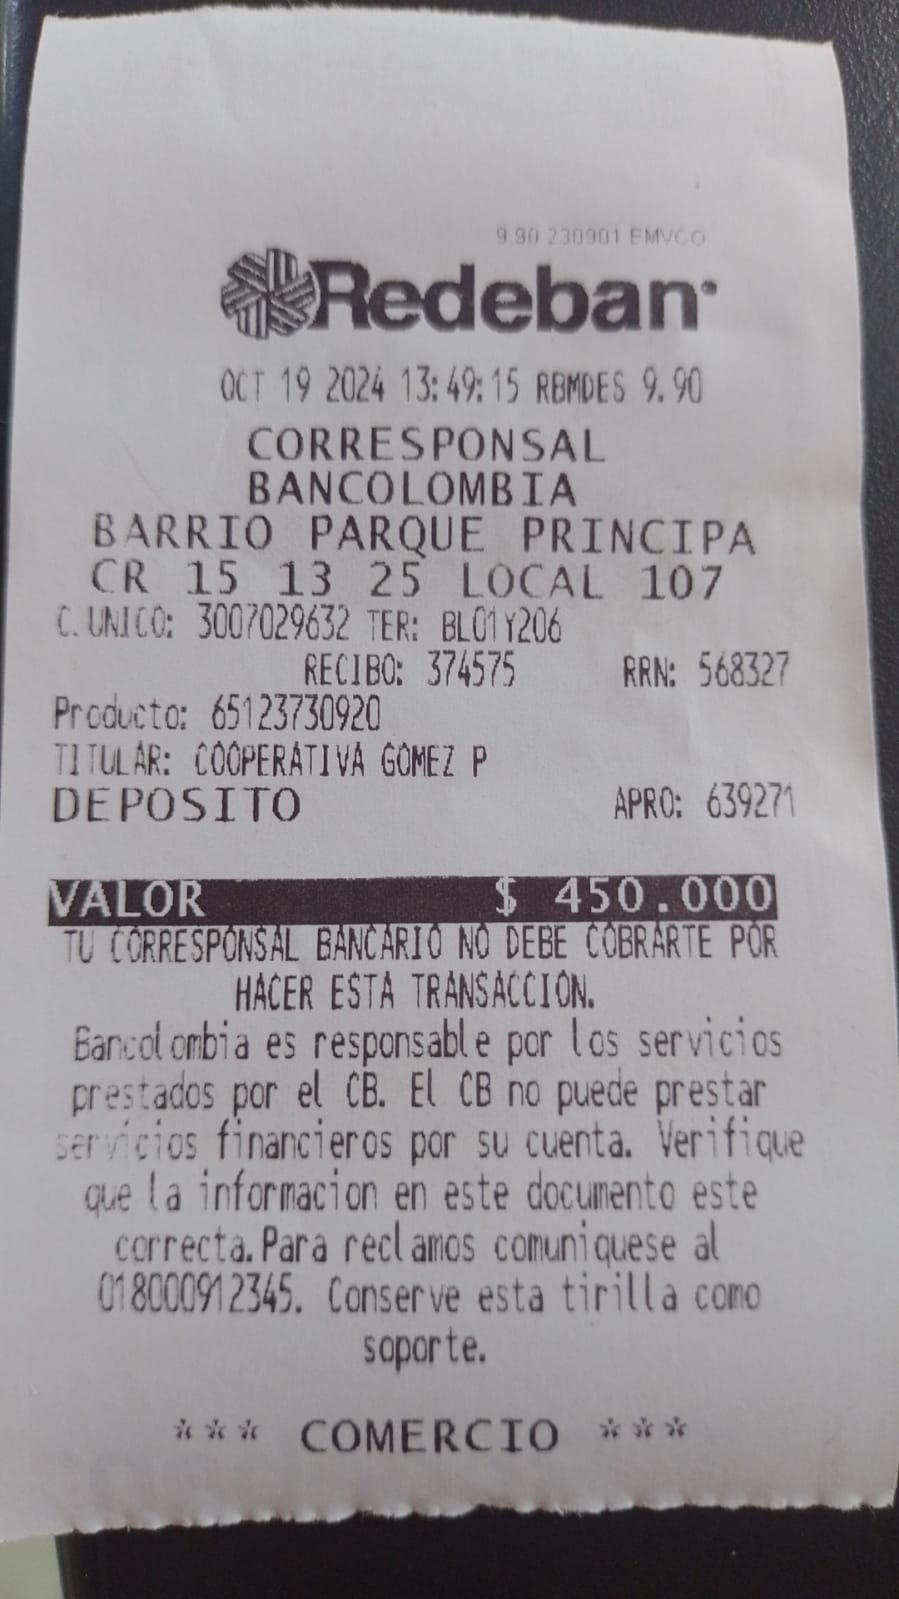 9.90 230901 EMVCO
Redeban
OCT 19 2024 13:49:15 RBMDES 9.90
CORRESPONSAL
BANCOLOMBIA
BARRIO PARQUE PRINCIPA
CR 15 13 25 LOCAL 107
C. UNICO: 3007029632 TER: BL01Y206
RECIBO: 374575 RRN: 568327
Producto: 65123730920
TITULAR: COOPERATIVA GOMEZ P
DEPOSITO APRO: 639271
VALOR $ 450.000
TU CORRESPONSAL BANCARIO NO DEBE COBRARTE POR
HACER ESTA TRANSACCION.
Bancolombia es responsable por los servicios
prestados por el CB. El CB no puede prestar
servicios financieros por su cuenta. Verifique
que la informacion en este documento este
correcta.Para reclamos comuniquese al
018000912345. Conserve esta tirilla como
soporte.
*** COMERCIO ***